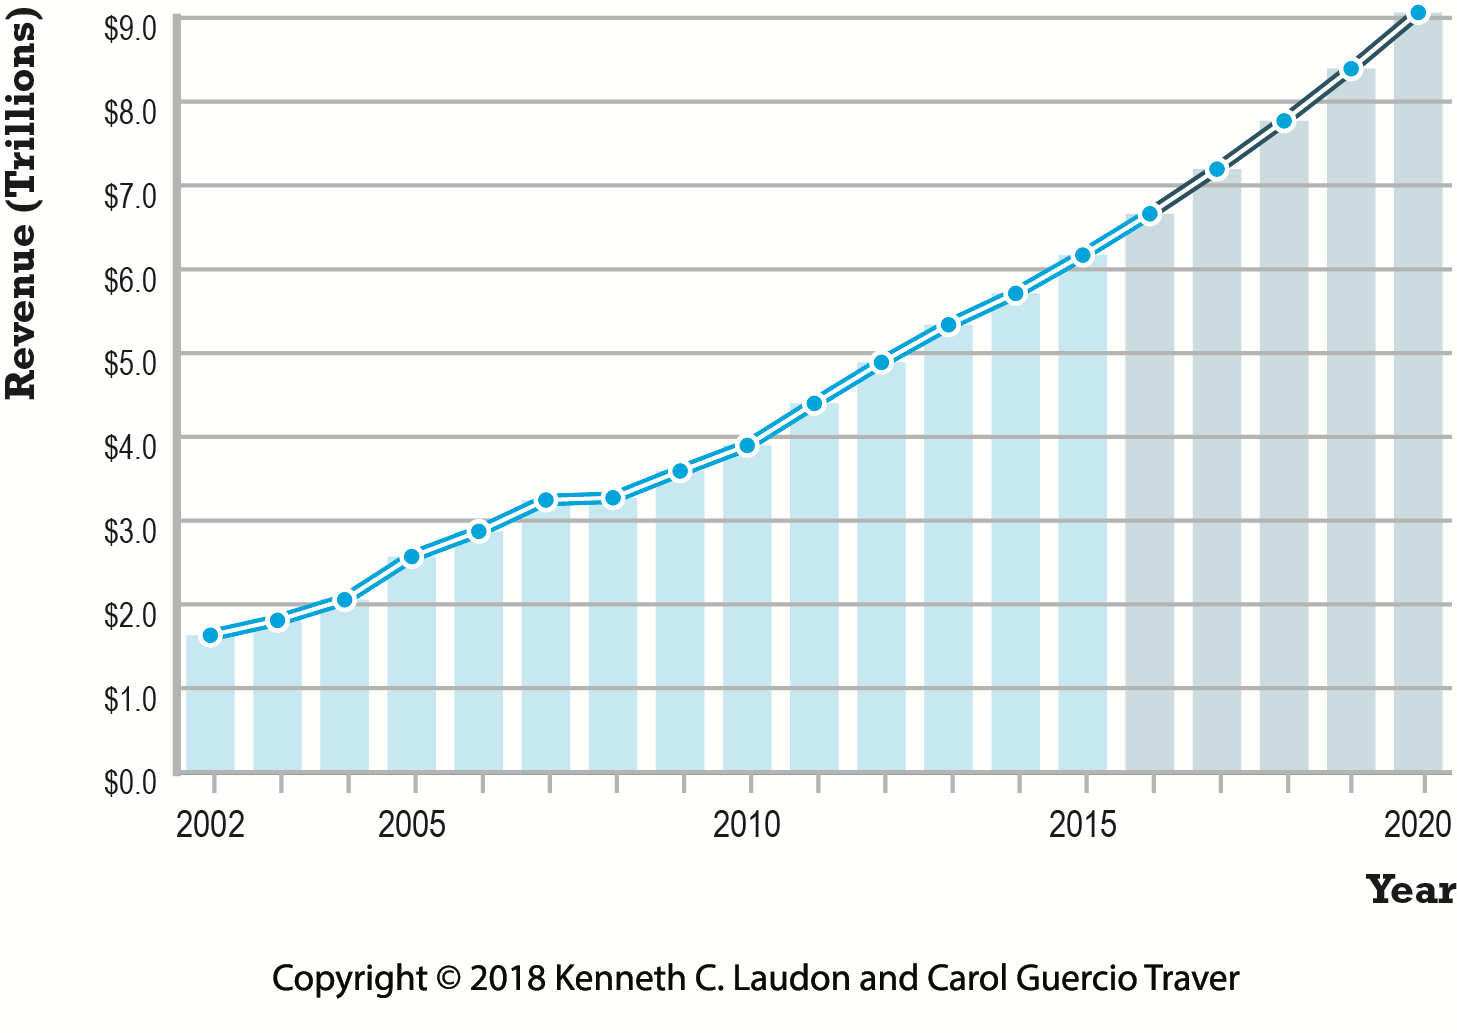 Revenue (Trillions)
$9.0
$8.0
$7.0
$6.0
$5.0
$4.0
$3.0
$2.0
$1.0
$0.0
2002 2005 2010 2015 2020
Year
Copyright © 2018 Kenneth C. Laudon and Carol Guercio Traver